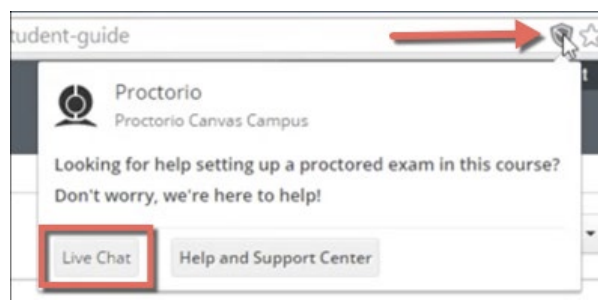 tudent-guide
Proctorio
Proctorio Canvas Campus
Looking for help setting up a proctored exam in this course?
Don't worry, we're here to help!
Live Chat
Help and Support Center